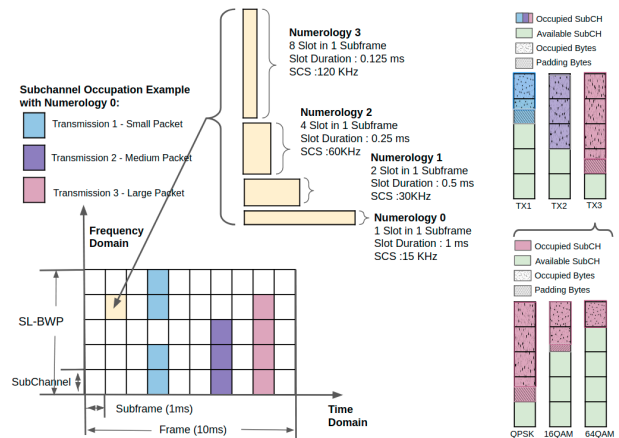 Numerology 3
8 Slot in 1 Subframe
Slot Duration : 0.125 ms
SCS :120 KHz
Subchannel Occupation Example
with Numerology 0:
Transmission 1 - Small Packet
Transmission 2 - Medium Packet
Transmission 3 - Large Packet
Numerology 2
4 Slot in 1 Subframe
Slot Duration : 0.25 ms
SCS :60KHz
Numerology 1
2 Slot in 1 Subframe
Slot Duration : 0.5 ms
SCS :30KHz
Numerology 0
1 Slot in 1 Subframe
Slot Duration : 1 ms
SCS :15 KHz
Frequency
Domain
SL-BWP
SubChannel
Subframe (1ms)
Frame (10ms)
Time
Domain
Occupied SubCH
Available SubCH
Occupied Bytes
Padding Bytes
TX1
TX2
TX3
Occupied SubCH
Available SubCH
Occupied Bytes
Padding Bytes
QPSK
16QAM
64QAM